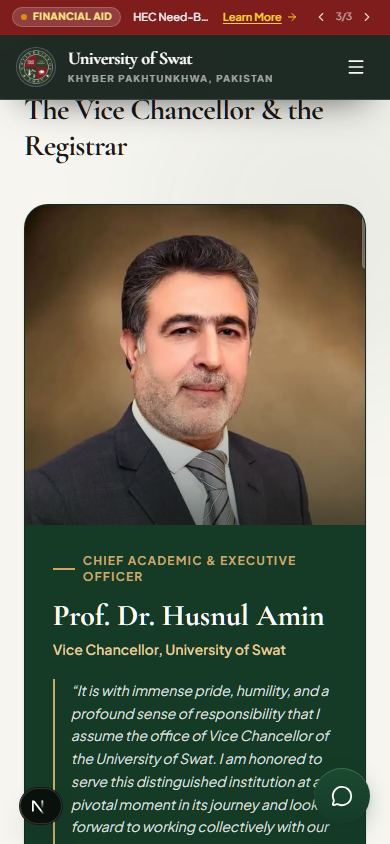 FINANCIAL AID HEC Need-B... Learn More → 3/3
University of Swat
KHYBER PAKHTUNKHWA, PAKISTAN
The Vice Chancellor & the
Registrar
CHIEF ACADEMIC & EXECUTIVE
OFFICER
Prof. Dr. Husnul Amin
Vice Chancellor, University of Swat
“It is with immense pride, humility, and a
profound sense of responsibility that I
assume the office of Vice Chancellor of
the University of Swat. I am honored to
serve this distinguished institution at a
pivotal moment in its journey and look
forward to working collectively with our
N